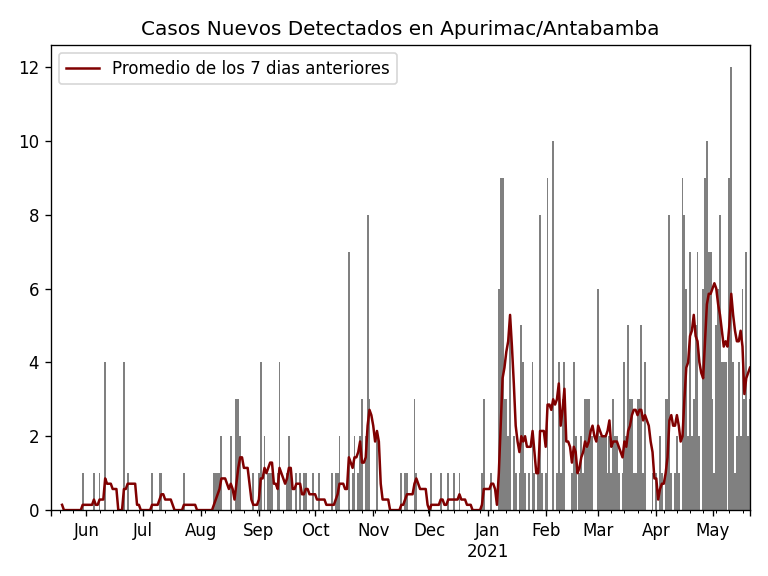 Casos Nuevos Detectados en Apurimac/Antabamba
Promedio de los 7 dias anteriores
12
10
8
6
4
2
0
Jun Jul Aug Sep Oct Nov Dec Jan Feb Mar Apr May
2021